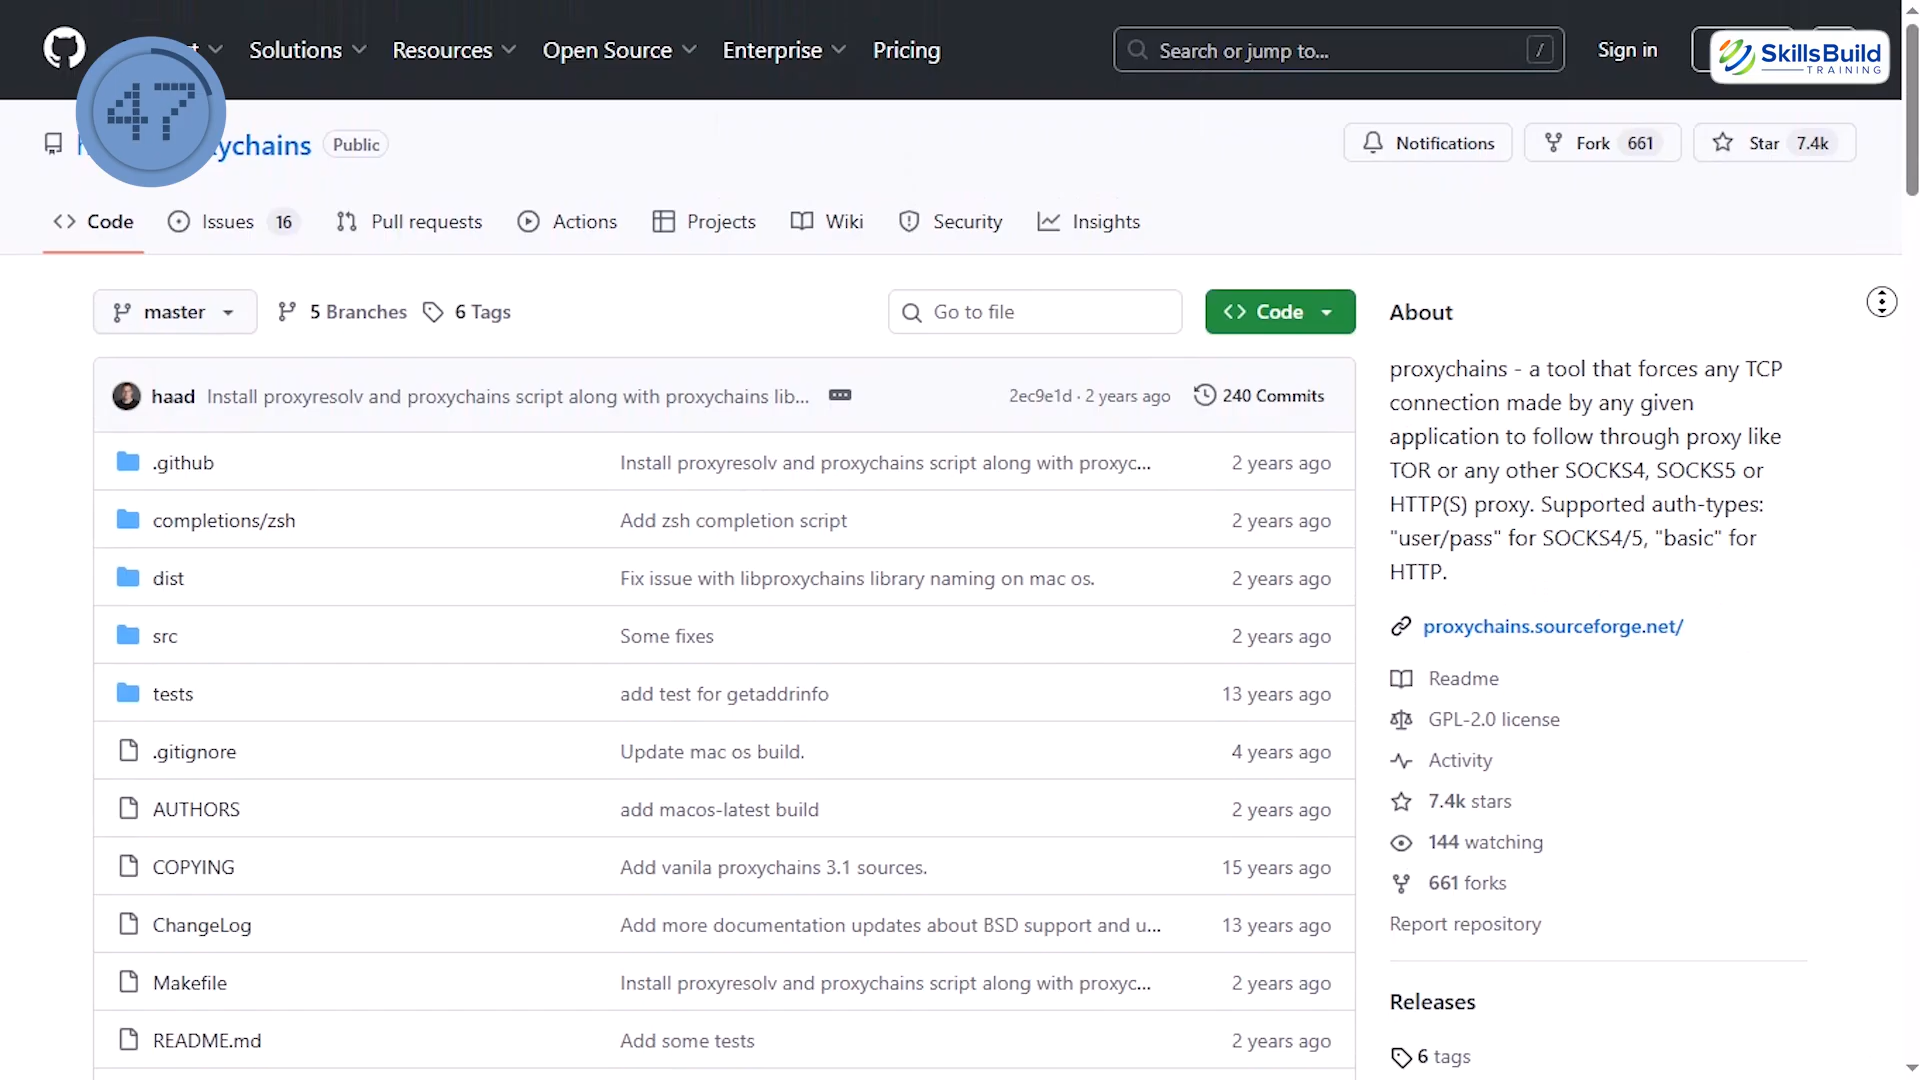 Solutions
Resources
Open Source
Enterprise
Pricing
Search or jump to...
/
Sign in
SkillsBuild
TRAINING
47
ychains
Public
Notifications
Fork 661
Star 7.4k
Code
Issues 16
Pull requests
Actions
Projects
Wiki
Security
Insights
master
5 Branches
6 Tags
Go to file
Code
haad Install proxyresolv and proxychains script along with proxychains lib...
2ec9e1d · 2 years ago
240 Commits
.github Install proxyresolv and proxychains script along with proxyc... 2 years ago
completions/zsh Add zsh completion script 2 years ago
dist Fix issue with libproxychains library naming on mac os. 2 years ago
src Some fixes 2 years ago
tests add test for getaddrinfo 13 years ago
.gitignore Update mac os build. 4 years ago
AUTHORS add macos-latest build 2 years ago
COPYING Add vanila proxychains 3.1 sources. 15 years ago
ChangeLog Add more documentation updates about BSD support and u... 13 years ago
Makefile Install proxyresolv and proxychains script along with proxyc... 2 years ago
README.md Add some tests 2 years ago
About
proxychains - a tool that forces any TCP
connection made by any given
application to follow through proxy like
TOR or any other SOCKS4, SOCKS5 or
HTTP(S) proxy. Supported auth-types:
"user/pass" for SOCKS4/5, "basic" for
HTTP.
proxychains.sourceforge.net/
Readme
GPL-2.0 license
Activity
7.4k stars
144 watching
661 forks
Report repository
Releases
6 tags